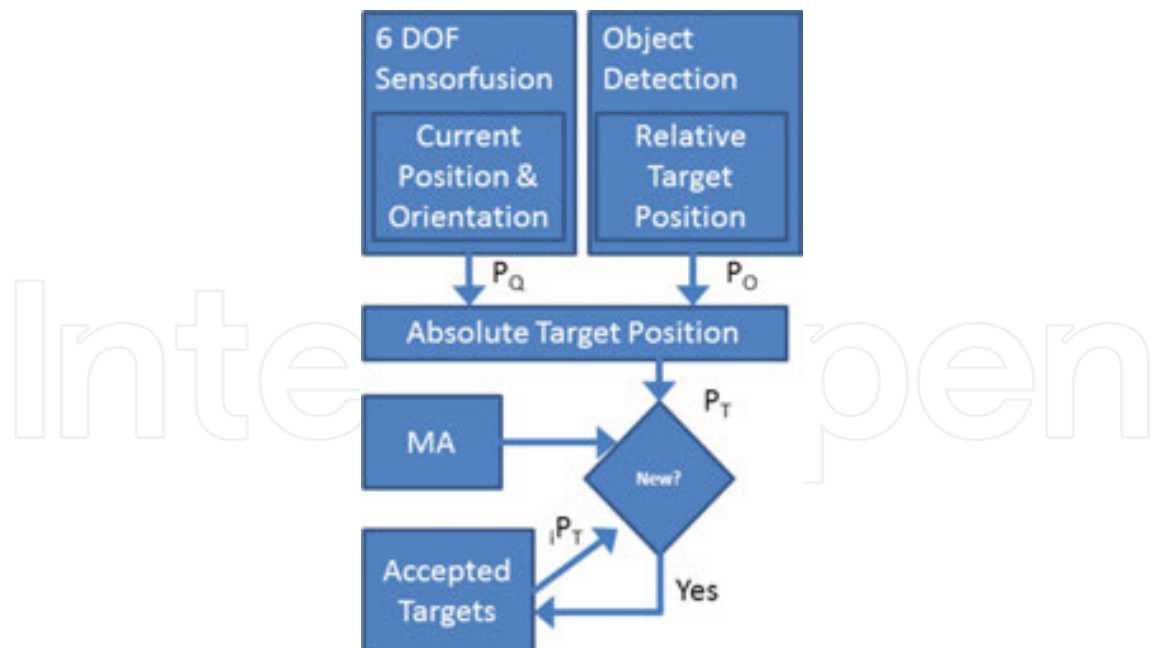 6 DOF
Sensorfusion
Current
Position &
Orientation
Object
Detection
Relative
Target
Position
PQ
PO
Absolute Target Position
PT
MA
New?
iPT
Accepted
Targets
Yes